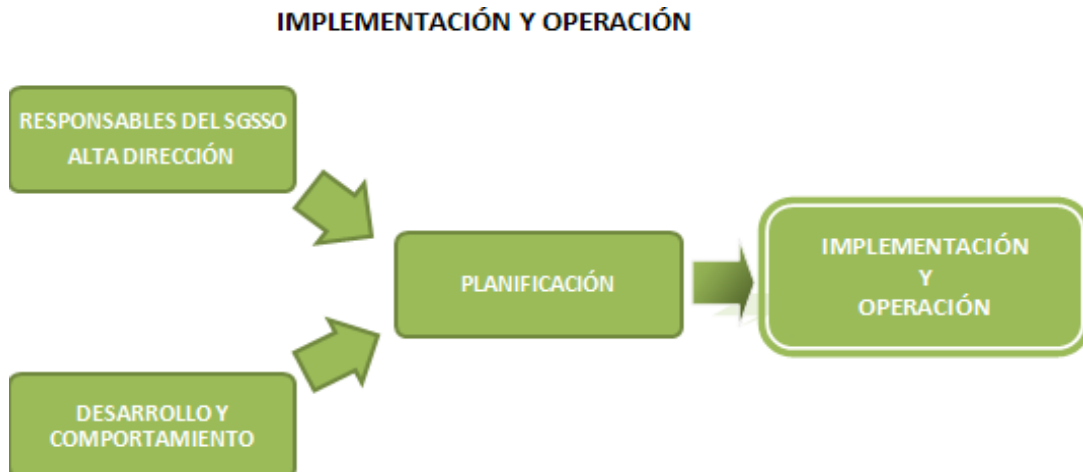 IMPLEMENTACIÓN Y OPERACIÓN
RESPONSABLES DEL SGSSO
ALTA DIRECCIÓN
PLANIFICACIÓN
IMPLEMENTACIÓN
Y
OPERACIÓN
DESARROLLO Y
COMPORTAMIENTO